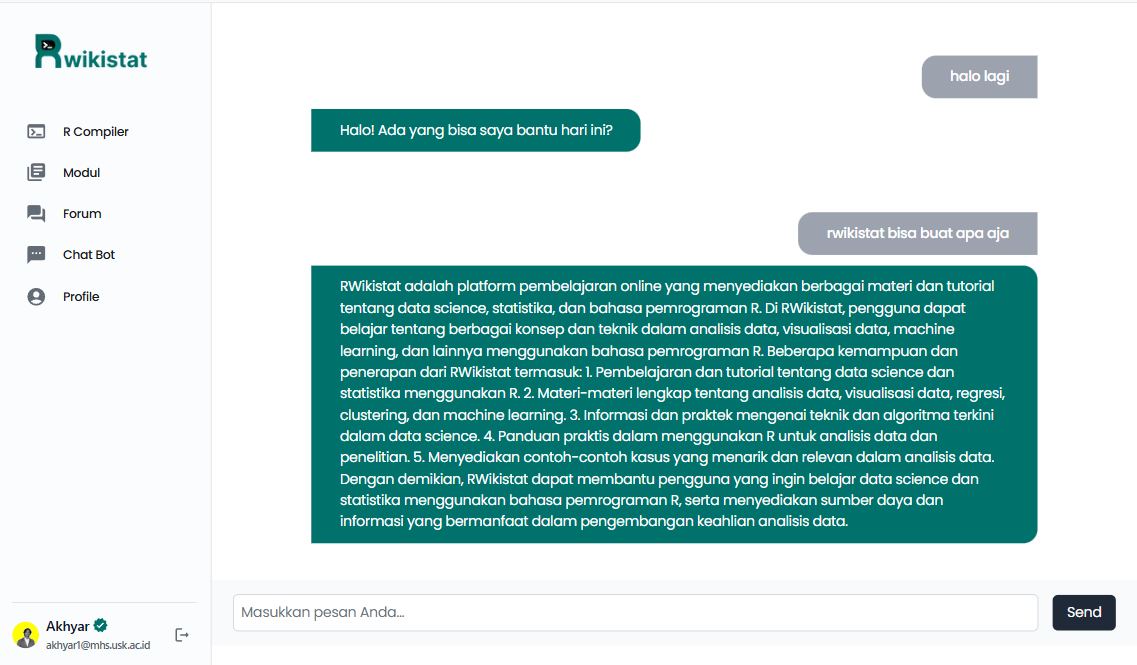 Rwikistat
R Compiler
Modul
Forum
Chat Bot
Profile
Akhyar
akhyar1@mhs.usk.ac.id
halo lagi
Halo! Ada yang bisa saya bantu hari ini?
rwikistat bisa buat apa aja
RWikistat adalah platform pembelajaran online yang menyediakan berbagai materi dan tutorial
tentang data science, statistika, dan bahasa pemrograman R. Di RWikistat, pengguna dapat
belajar tentang berbagai konsep dan teknik dalam analisis data, visualisasi data, machine
learning, dan lainnya menggunakan bahasa pemrograman R. Beberapa kemampuan dan
penerapan dari RWikistat termasuk: 1. Pembelajaran dan tutorial tentang data science dan
statistika menggunakan R. 2. Materi-materi lengkap tentang analisis data, visualisasi data, regresi,
clustering, dan machine learning. 3. Informasi dan praktek mengenai teknik dan algoritma terkini
dalam data science. 4. Panduan praktis dalam menggunakan R untuk analisis data dan
penelitian. 5. Menyediakan contoh-contoh kasus yang menarik dan relevan dalam analisis data.
Dengan demikian, RWikistat dapat membantu pengguna yang ingin belajar data science dan
statistika menggunakan bahasa pemrograman R, serta menyediakan sumber daya dan
informasi yang bermanfaat dalam pengembangan keahlian analisis data.
Masukkan pesan Anda...
Send